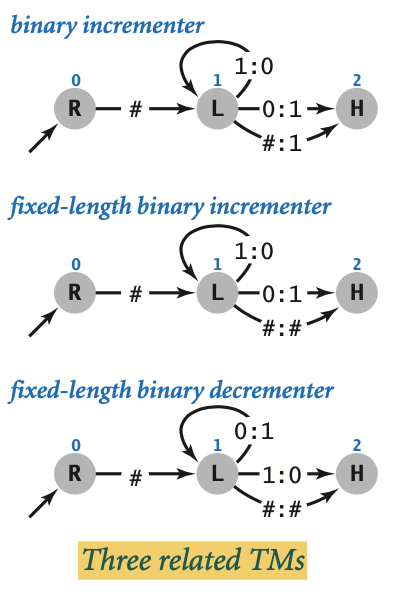 binary incrementer
1:0
0 1 2
R # L 0:1 H
#:1
fixed-length binary incrementer
1:0
0 1 2
R # L 0:1 H
#:#
fixed-length binary decrementer
0:1
0 1 2
R # L 1:0 H
#:#
Three related TMs